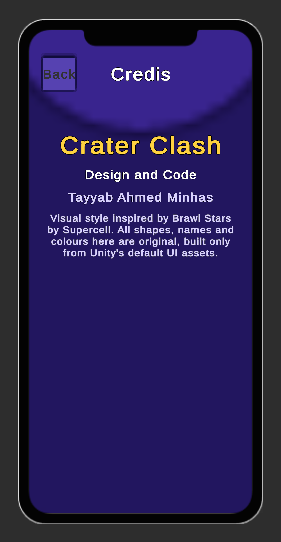 Back
Credis
Crater Clash
Design and Code
Tayyab Ahmed Minhas
Visual style inspired by Brawl Stars
by Supercell. All shapes, names and
colours here are original, built only
from Unity's default UI assets.